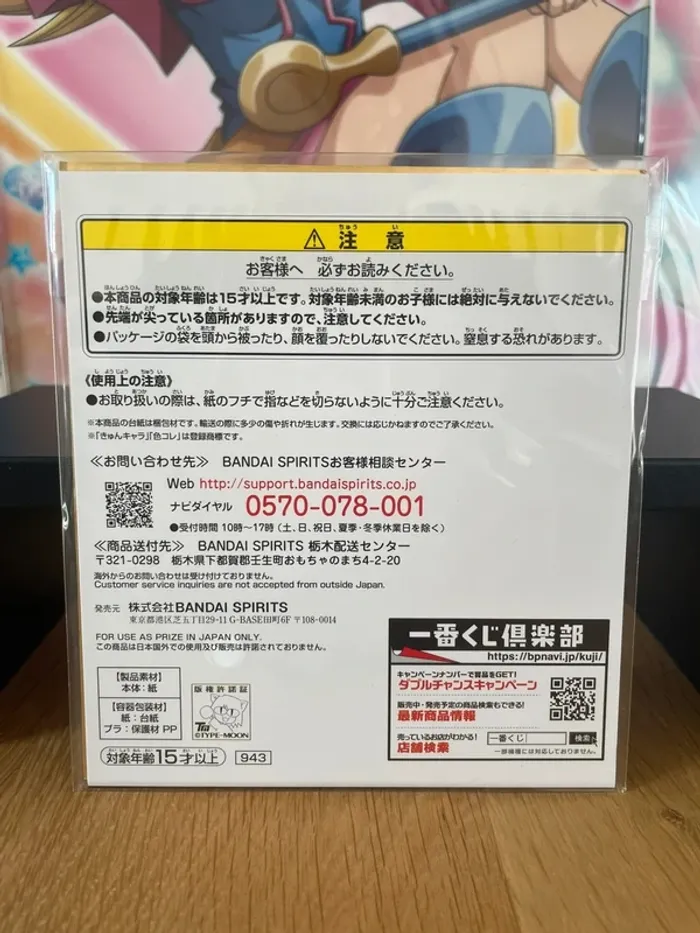 ⚠ 注意
お客様へ 必ずお読みください。
●本商品の対象年齢は15才以上です。対象年齢未満のお子様には絶対に与えないでください。
●先端が尖っている箇所がありますので、注意してください。
●パッケージの袋を頭から被ったり、顔を覆ったりしないでください。窒息する恐れがあります。
《使用上の注意》
●お取り扱いの際は、紙のフチで指などを切らないように十分ご注意ください。
※本商品の台紙は梱包材です。輸送の際に多少の傷や折れが生じます。交換には応じかねますのでご了承ください。
※「きゅんキャラ」「色コレ」は登録商標です。
≪お問い合わせ先≫ BANDAI SPIRITSお客様相談センター
Web http://support.bandaispirits.co.jp
ナビダイヤル 0570-078-001
●受付時間 10時〜17時(土、日、祝日、夏季・冬季休業日を除く)
≪商品送付先≫ BANDAI SPIRITS 栃木配送センター
〒321-0298 栃木県下都賀郡壬生町おもちゃのまち4-2-20
海外からのお問い合わせは受け付けておりません。
Customer service inquiries are not accepted from outside Japan.
発売元 株式会社BANDAI SPIRITS
東京都港区芝五丁目29-11 G-BASE田町6F 〒108-0014
FOR USE AS PRIZE IN JAPAN ONLY.
この商品は日本国外での使用及び販売は許諾されておりません。
【製品素材】
本体:紙
【容器包装材】
紙:台紙
プラ:保護材 PP
版権許諾証
©TYPE-MOON
対象年齢15才以上
943
一番くじ倶楽部
https://bpnavi.jp/kuji/
キャンペーンナンバーで賞品をGET!
ダブルチャンスキャンペーン
販売中・発売予定の商品検索もできる!
最新商品情報
売っているお店がわかる!
店舗検索
一番くじ 検索
一部機種には対応しておりません。